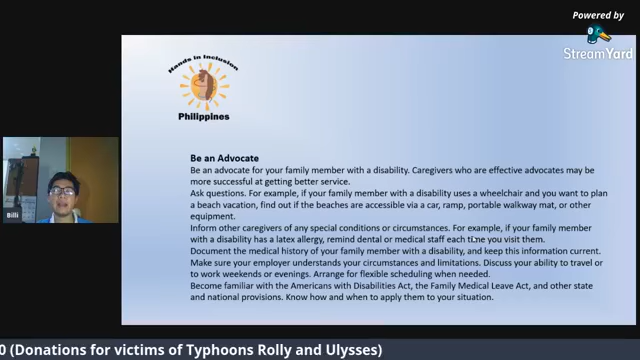 Powered by
StreamYard
Hands in Inclusion
Philippines
Be an Advocate
Be an advocate for your family member with a disability. Caregivers who are effective advocates may be
more successful at getting better service.
Ask questions. For example, if your family member with a disability uses a wheelchair and you want to plan
a beach vacation, find out if the beaches are accessible via a car, ramp, portable walkway mat, or other
equipment.
Inform other caregivers of any special conditions or circumstances. For example, if your family member
with a disability has a latex allergy, remind dental or medical staff each time you visit them.
Document the medical history of your family member with a disability, and keep this information current.
Make sure your employer understands your circumstances and limitations. Discuss your ability to travel or
to work weekends or evenings. Arrange for flexible scheduling when needed.
Become familiar with the Americans with Disabilities Act, the Family Medical Leave Act, and other state
and national provisions. Know how and when to apply them to your situation.
Billi
0 (Donations for victims of Typhoons Rolly and Ulysses)